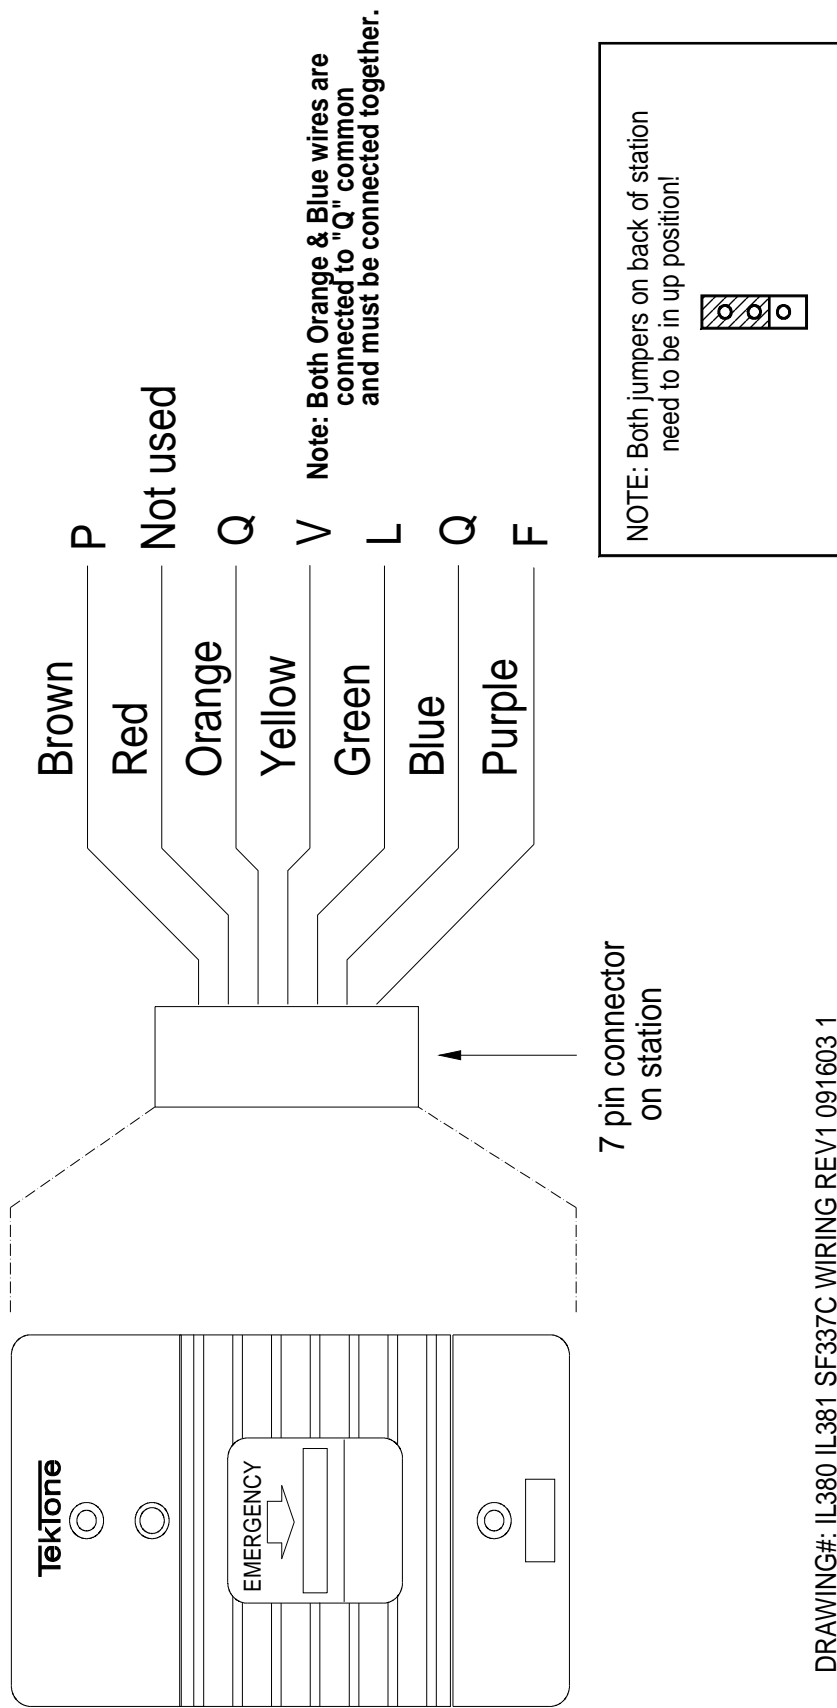 TekTone
EMERGENCY
7 pin connector
on station
Brown
P
Red
Not used
Orange
Q
Yellow
V
Green
L
Blue
Q
Purple
F
Note: Both Orange & Blue wires are
connected to "Q" common
and must be connected together.
NOTE: Both jumpers on back of station
need to be in up position!
DRAWING#: IL380 IL381 SF337C WIRING REV1 091603 1